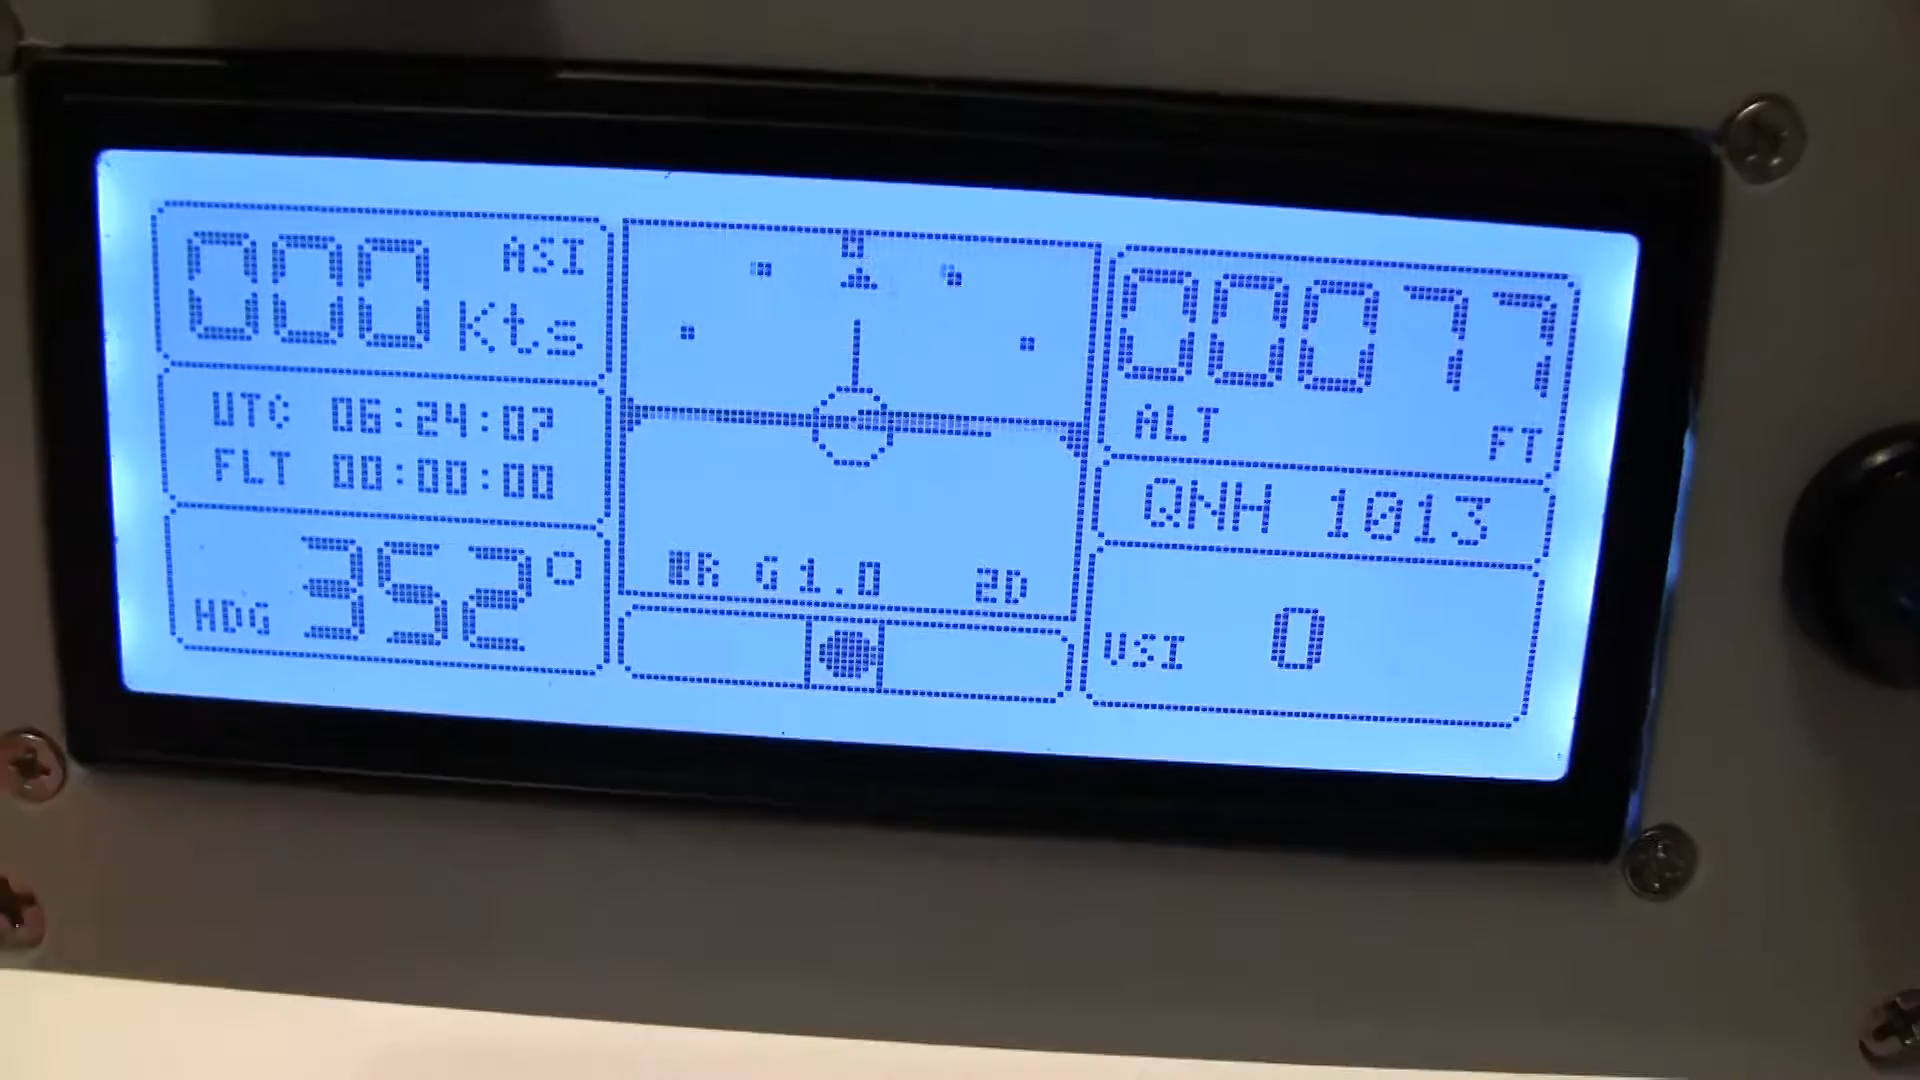 000 ASI
Kts
UTC 06:24:07
FLT 00:00:00
HDG 352°
G 1.0
2D
00077
ALT FT
QNH 1013
VSI 0